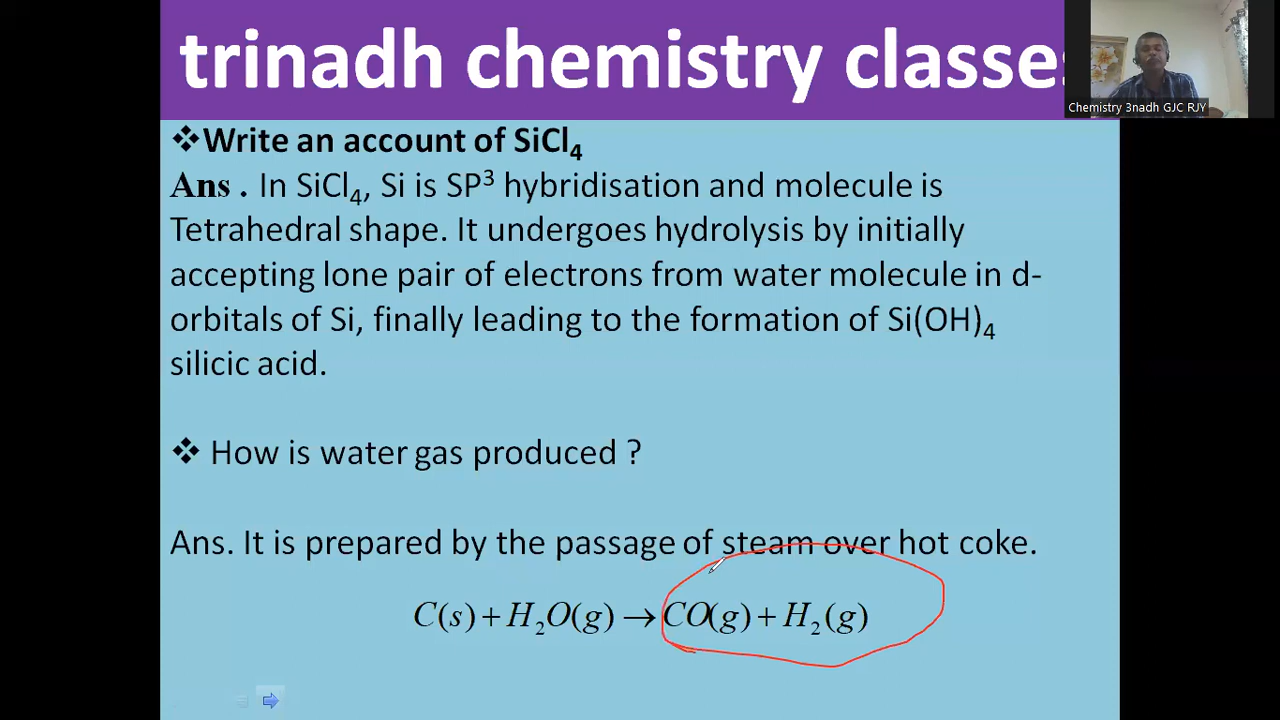 trinadh chemistry classes
Chemistry 3nadh GJC RJY
❖Write an account of SiCl₄
Ans . In SiCl₄, Si is SP³ hybridisation and molecule is
Tetrahedral shape. It undergoes hydrolysis by initially
accepting lone pair of electrons from water molecule in d-
orbitals of Si, finally leading to the formation of Si(OH)₄
silicic acid.
❖ How is water gas produced ?
Ans. It is prepared by the passage of steam over hot coke.
C(s) + H₂O(g) → CO(g) + H₂(g)